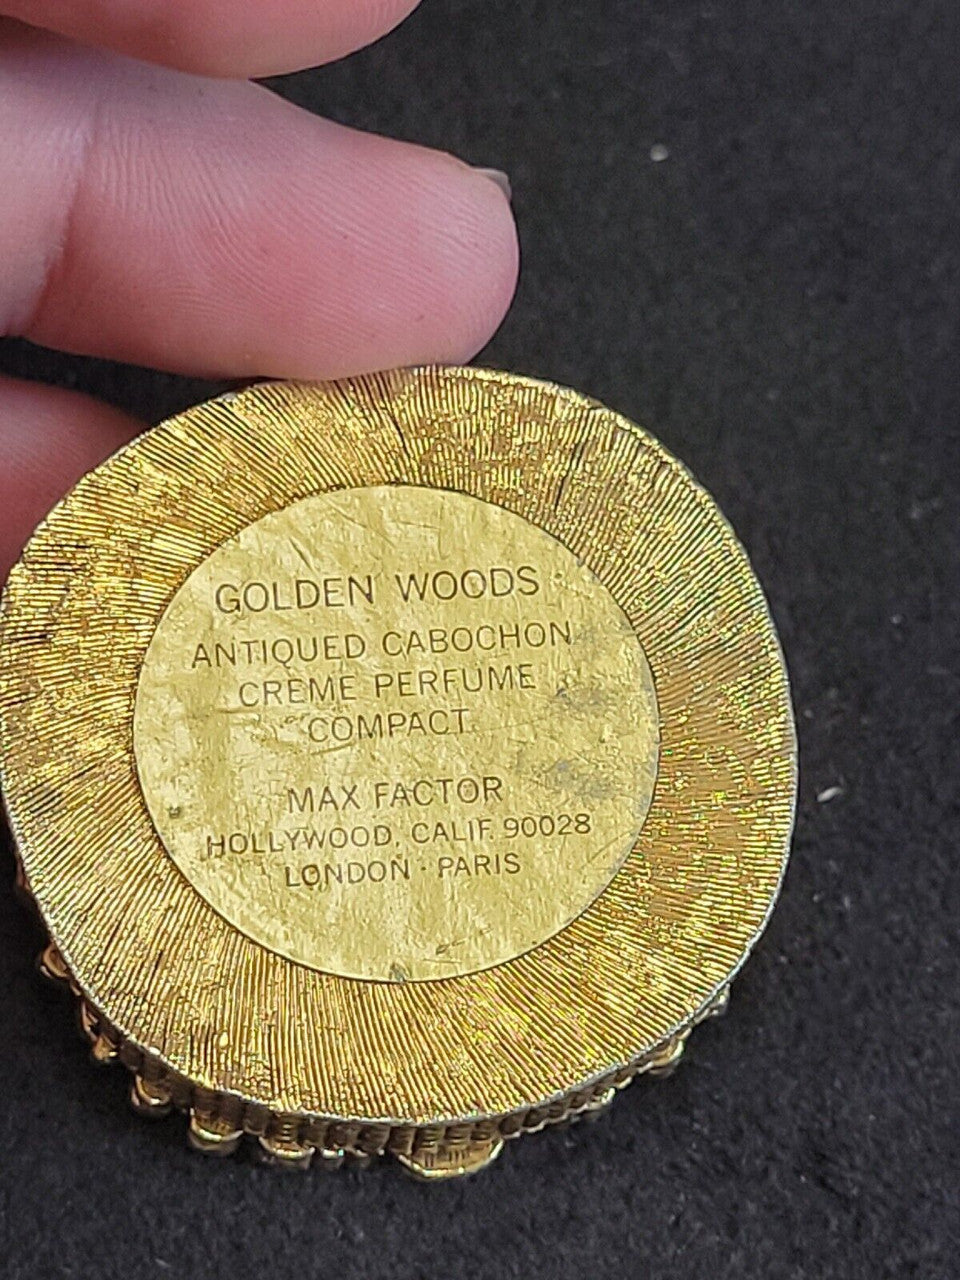 GOLDEN WOODS
ANTIQUED CABOCHON
CREME PERFUME
COMPACT
MAX FACTOR
HOLLYWOOD, CALIF. 90028
LONDON · PARIS